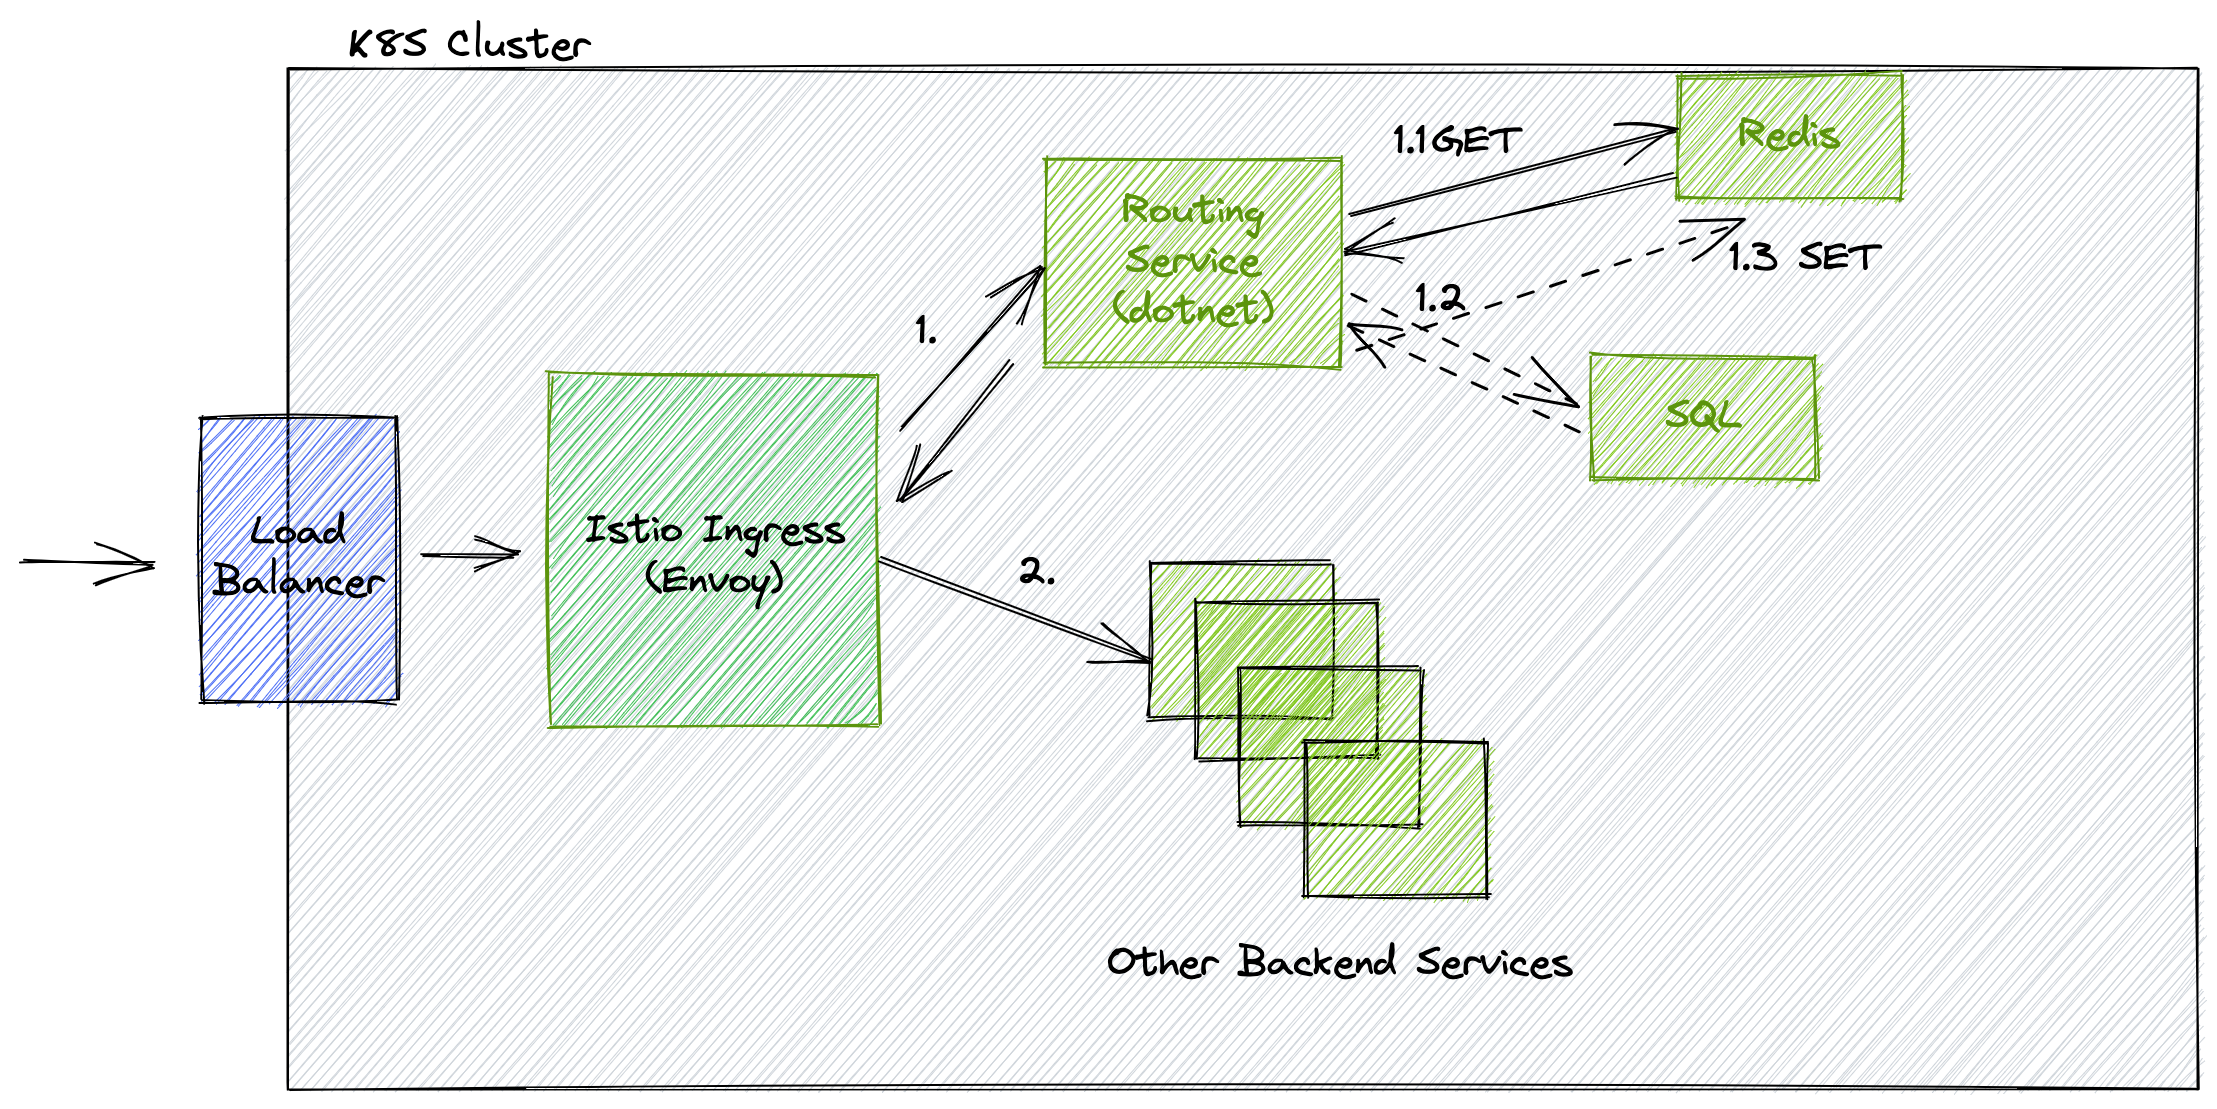 K8S Cluster
1.1GET
Redis
Routing
Service
(dotnet)
1.3 SET
1.2
1.
SQL
Load
Balancer
Istio Ingress
(Envoy)
2.
Other Backend Services